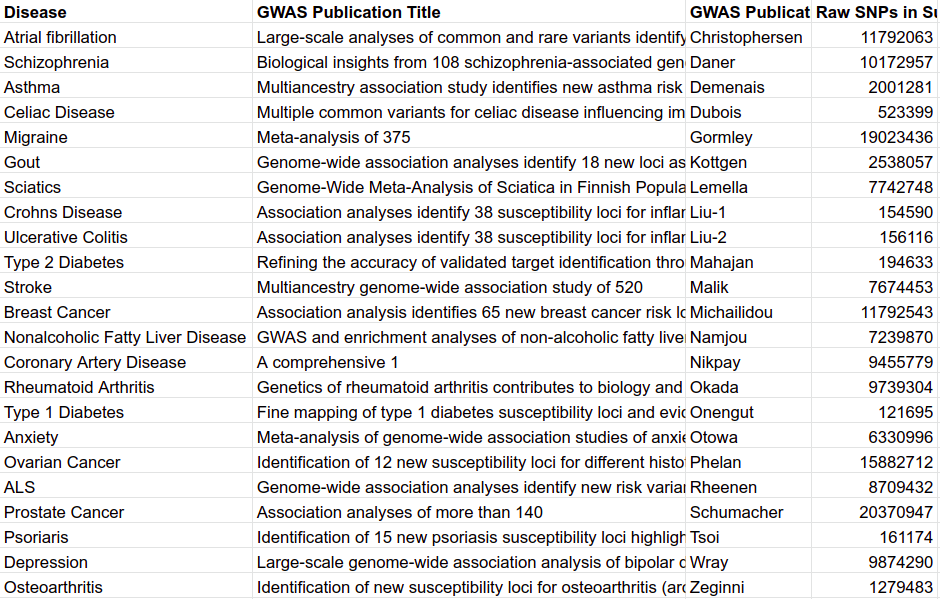 Disease GWAS Publication Title GWAS Publicat Raw SNPs in Su
Atrial fibrillation Large-scale analyses of common and rare variants identify Christophersen 11792063
Schizophrenia Biological insights from 108 schizophrenia-associated gen Daner 10172957
Asthma Multiancestry association study identifies new asthma risk Demenais 2001281
Celiac Disease Multiple common variants for celiac disease influencing im Dubois 523399
Migraine Meta-analysis of 375 Gormley 19023436
Gout Genome-wide association analyses identify 18 new loci as Kottgen 2538057
Sciatics Genome-Wide Meta-Analysis of Sciatica in Finnish Popula Lemella 7742748
Crohns Disease Association analyses identify 38 susceptibility loci for inflar Liu-1 154590
Ulcerative Colitis Association analyses identify 38 susceptibility loci for inflar Liu-2 156116
Type 2 Diabetes Refining the accuracy of validated target identification thro Mahajan 194633
Stroke Multiancestry genome-wide association study of 520 Malik 7674453
Breast Cancer Association analysis identifies 65 new breast cancer risk lo Michailidou 11792543
Nonalcoholic Fatty Liver Disease GWAS and enrichment analyses of non-alcoholic fatty liver Namjou 7239870
Coronary Artery Disease A comprehensive 1 Nikpay 9455779
Rheumatoid Arthritis Genetics of rheumatoid arthritis contributes to biology and Okada 9739304
Type 1 Diabetes Fine mapping of type 1 diabetes susceptibility loci and evid Onengut 121695
Anxiety Meta-analysis of genome-wide association studies of anxie Otowa 6330996
Ovarian Cancer Identification of 12 new susceptibility loci for different histo Phelan 15882712
ALS Genome-wide association analyses identify new risk varian Rheenen 8709432
Prostate Cancer Association analyses of more than 140 Schumacher 20370947
Psoriaris Identification of 15 new psoriasis susceptibility loci highligh Tsoi 161174
Depression Large-scale genome-wide association analysis of bipolar d Wray 9874290
Osteoarthritis Identification of new susceptibility loci for osteoarthritis (arc Zeginni 1279483